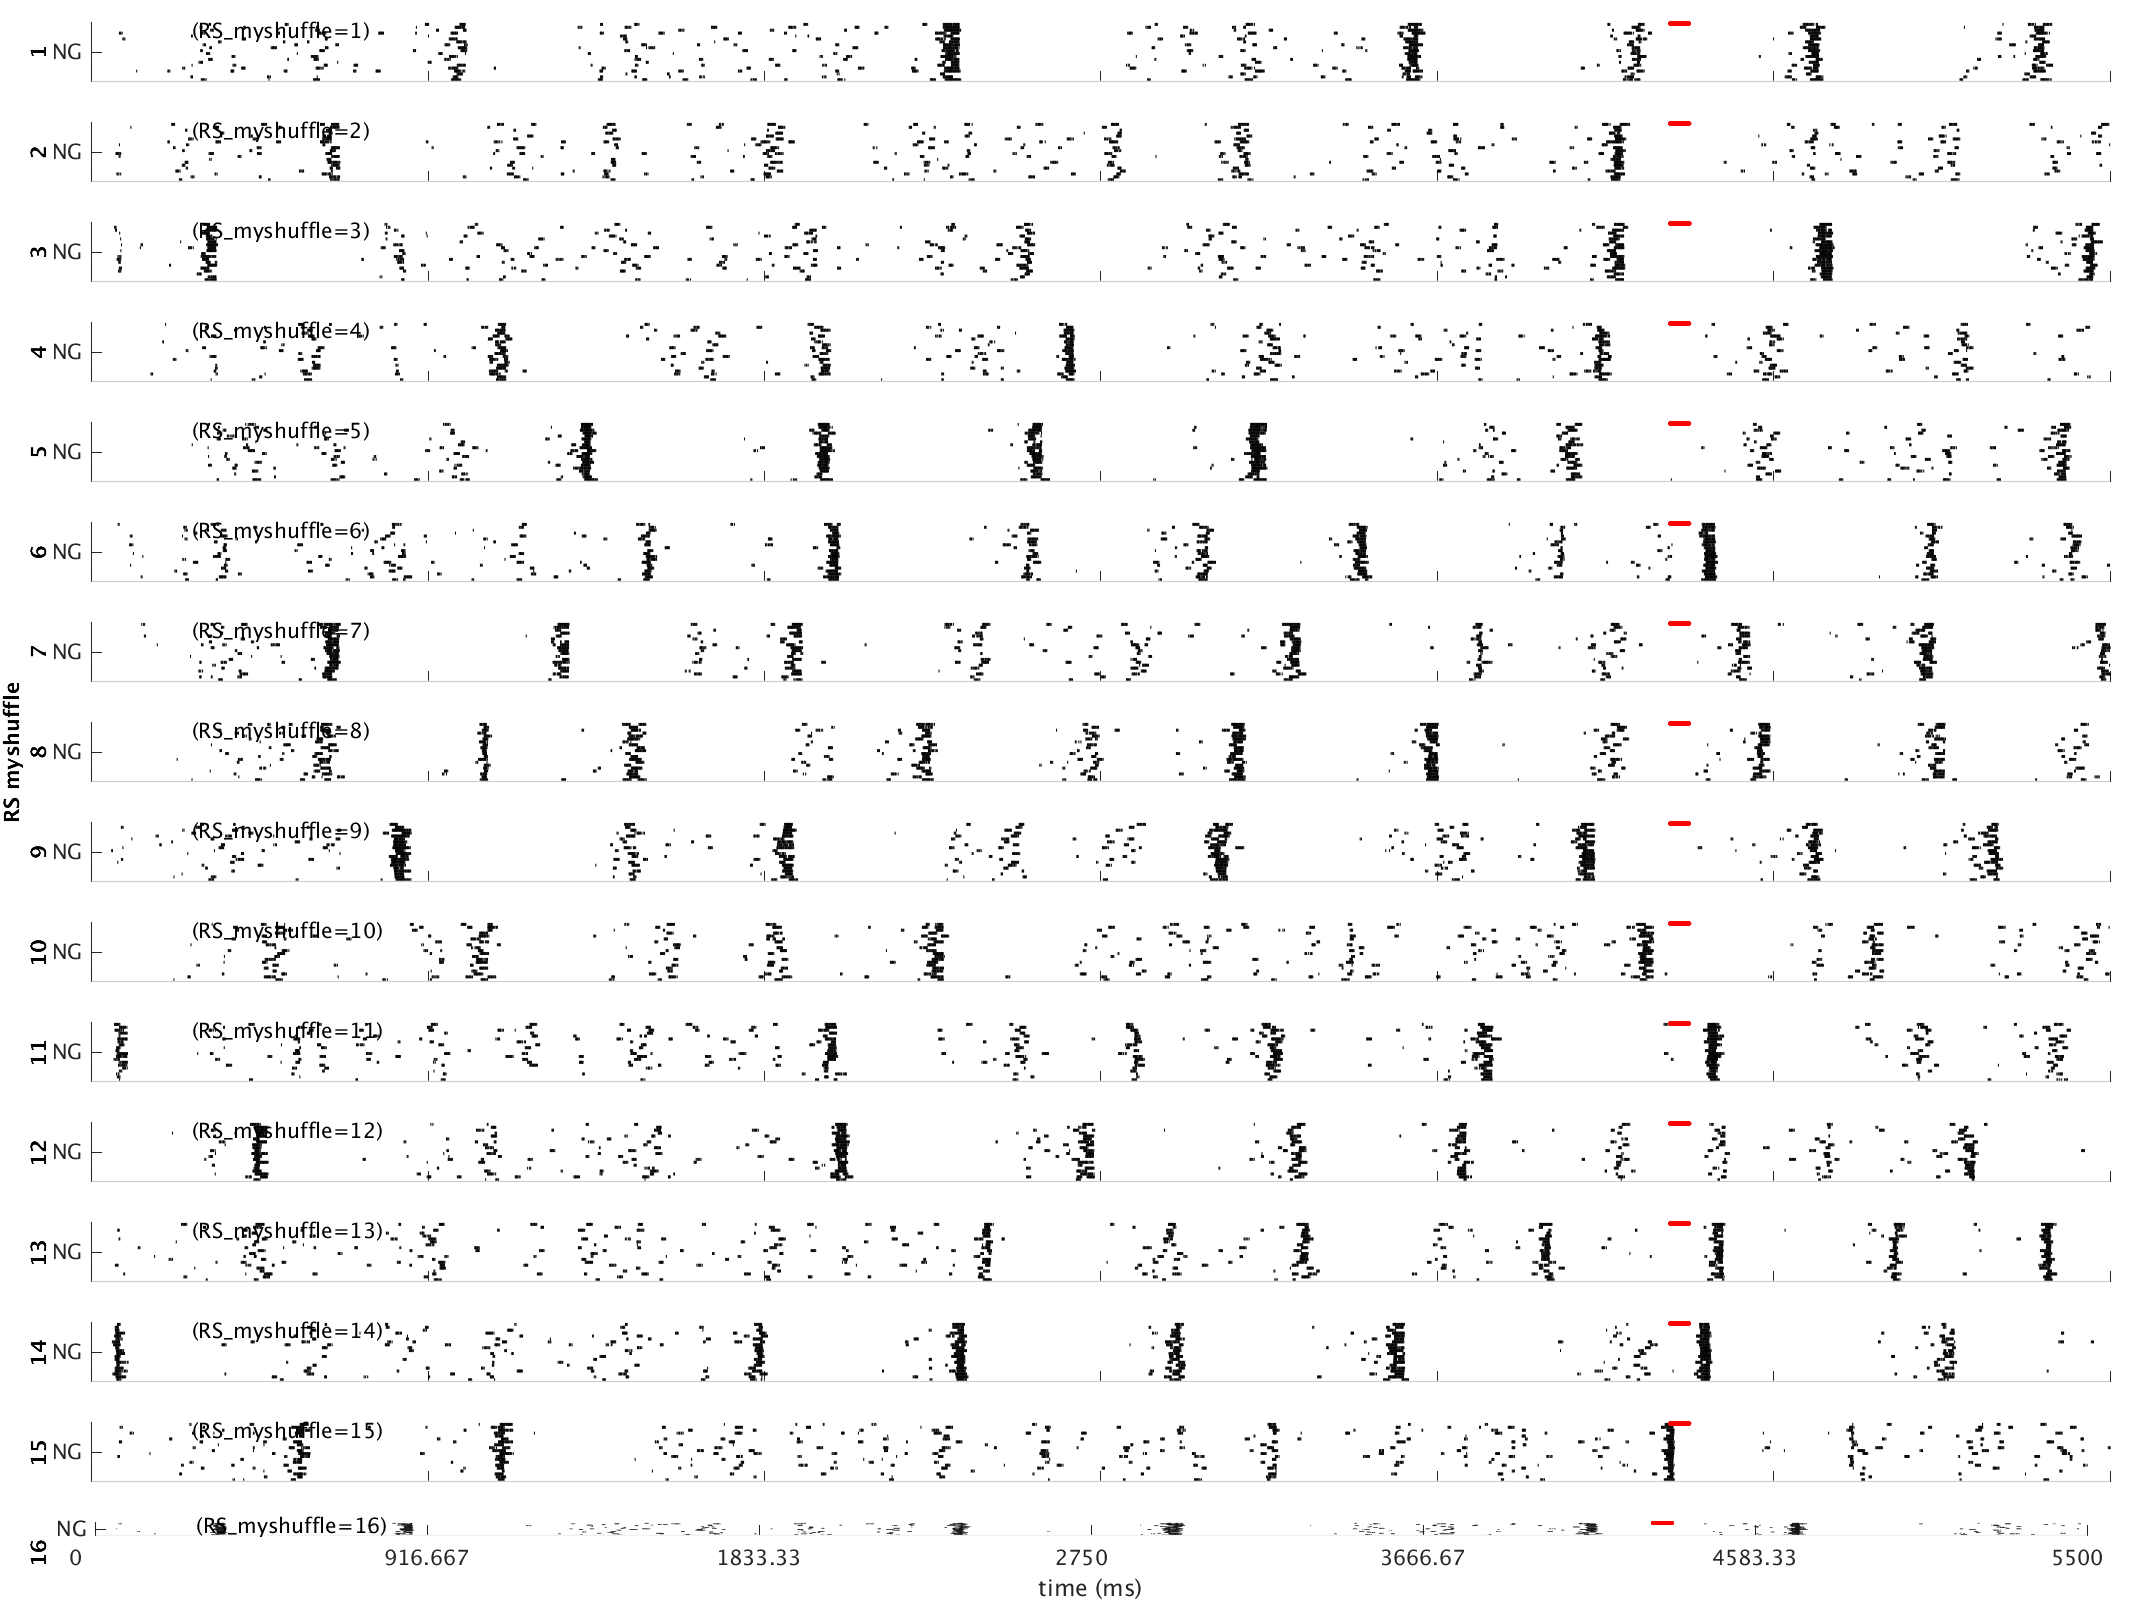 1 NG (RS_myshuffle=1)
2 NG (RS_myshuffle=2)
3 NG (RS_myshuffle=3)
4 NG (RS_myshuffle=4)
5 NG (RS_myshuffle=5)
6 NG (RS_myshuffle=6)
7 NG (RS_myshuffle=7)
RS myshuffle
8 NG (RS_myshuffle=8)
9 NG (RS_myshuffle=9)
10 NG (RS_myshuffle=10)
11 NG (RS_myshuffle=11)
12 NG (RS_myshuffle=12)
13 NG (RS_myshuffle=13)
14 NG (RS_myshuffle=14)
15 NG (RS_myshuffle=15)
16 NG (RS_myshuffle=16)
0 916.667 1833.33 2750 3666.67 4583.33 5500
time (ms)